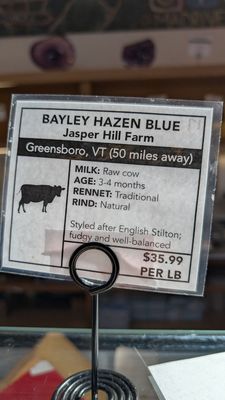 BAYLEY HAZEN BLUE
Jasper Hill Farm
Greensboro, VT (50 miles away)
MILK: Raw cow
AGE: 3-4 months
RENNET: Traditional
RIND: Natural
Styled after English Stilton;
fudgy and well-balanced
$35.99
PER LB